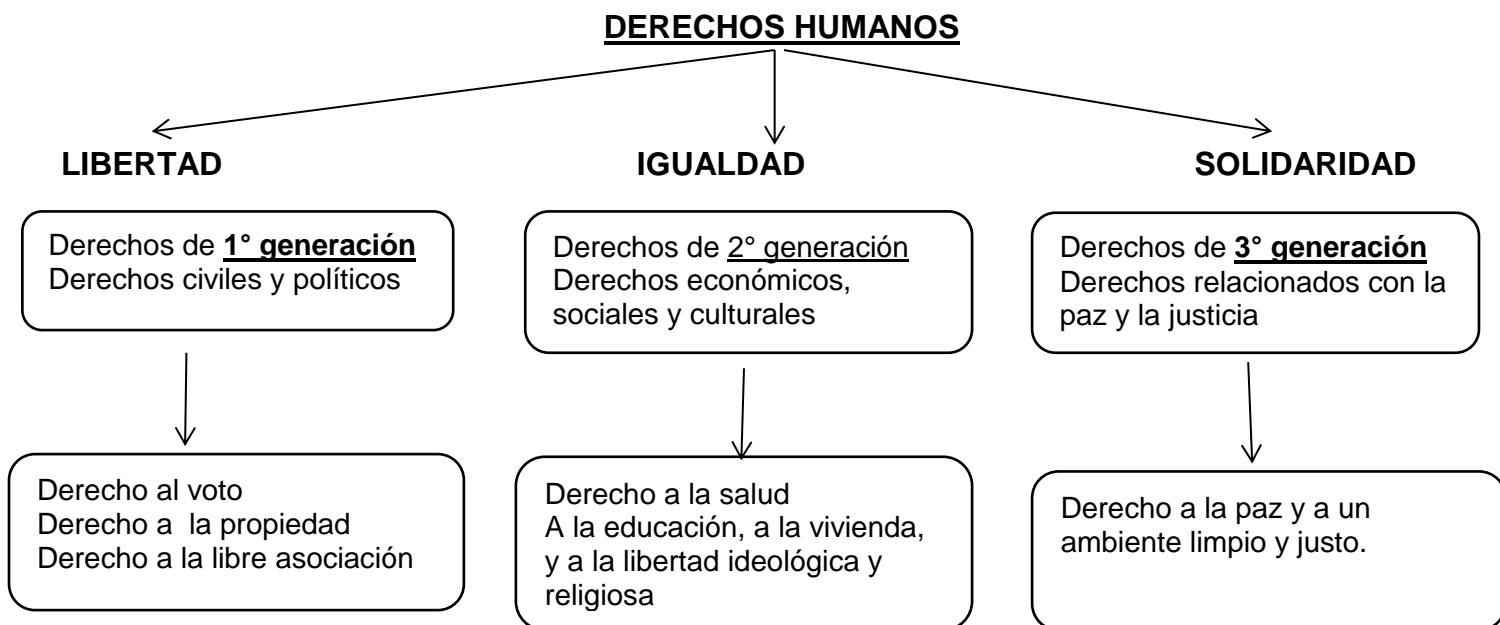 DERECHOS HUMANOS
LIBERTAD
IGUALDAD
SOLIDARIDAD
Derechos de 1° generación
Derechos civiles y políticos
Derechos de 2° generación
Derechos económicos,
sociales y culturales
Derechos de 3° generación
Derechos relacionados con la
paz y la justicia
Derecho al voto
Derecho a  la propiedad
Derecho a la libre asociación
Derecho a la salud
A la educación, a la vivienda,
y a la libertad ideológica y
religiosa
Derecho a la paz y a un
ambiente limpio y justo.